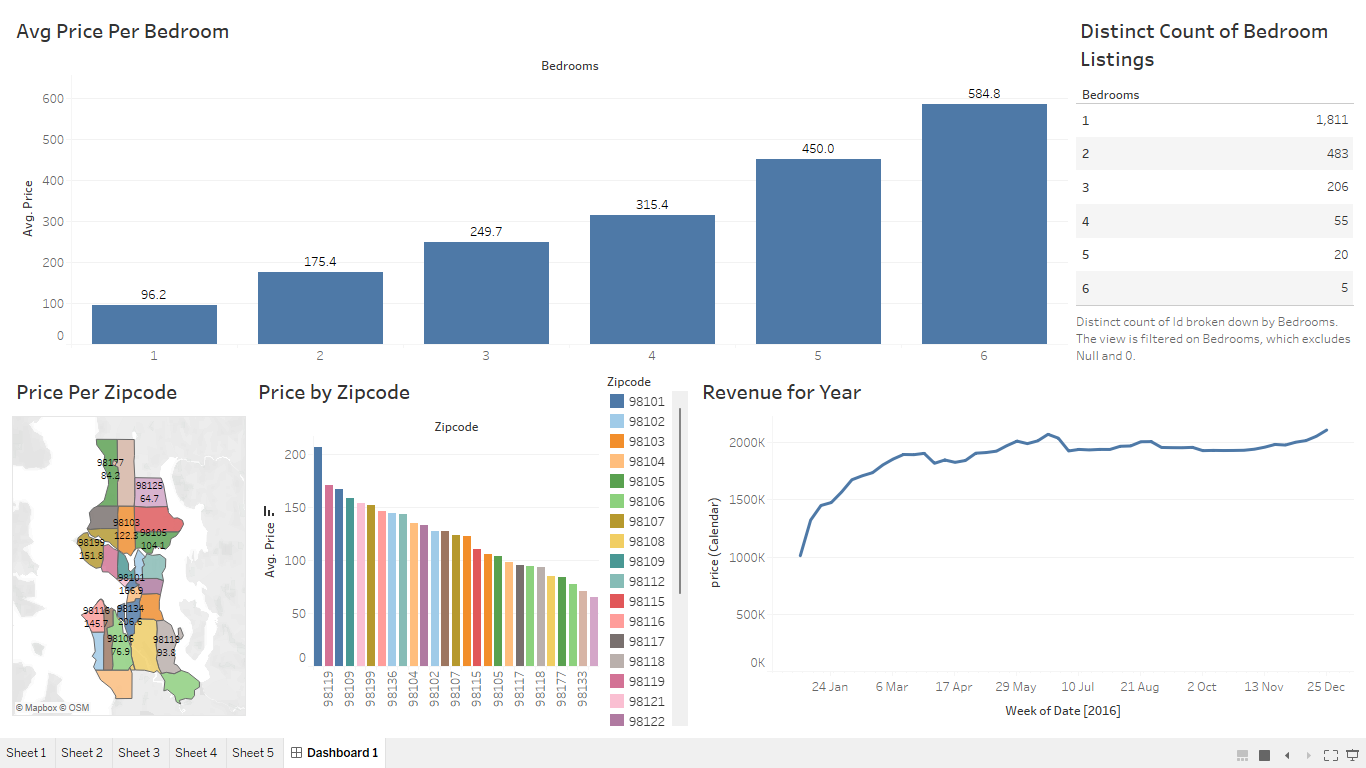 Avg Price Per Bedroom
Bedrooms
Avg. Price
600
500
400
300
200
100
0
96.2
175.4
249.7
315.4
450.0
584.8
1
2
3
4
5
6
Distinct Count of Bedroom
Listings
Bedrooms
1 1,811
2 483
3 206
4 55
5 20
6 5
Distinct count of Id broken down by Bedrooms.
The view is filtered on Bedrooms, which excludes
Null and 0.
Price Per Zipcode
98177
84.2
98125
64.7
98103
122.3
98105
104.1
98199
151.8
98101
166.9
98134
206.6
98116
145.7
98106
76.9
98118
93.8
© Mapbox © OSM
Price by Zipcode
Zipcode
Avg. Price
200
150
100
50
0
98119
98109
98199
98136
98104
98102
98107
98115
98105
98117
98118
98177
98133
Zipcode
98101
98102
98103
98104
98105
98106
98107
98108
98109
98112
98115
98116
98117
98118
98119
98121
98122
Revenue for Year
price (Calendar)
2000K
1500K
1000K
500K
0K
24 Jan
6 Mar
17 Apr
29 May
10 Jul
21 Aug
2 Oct
13 Nov
25 Dec
Week of Date [2016]
Sheet 1
Sheet 2
Sheet 3
Sheet 4
Sheet 5
Dashboard 1